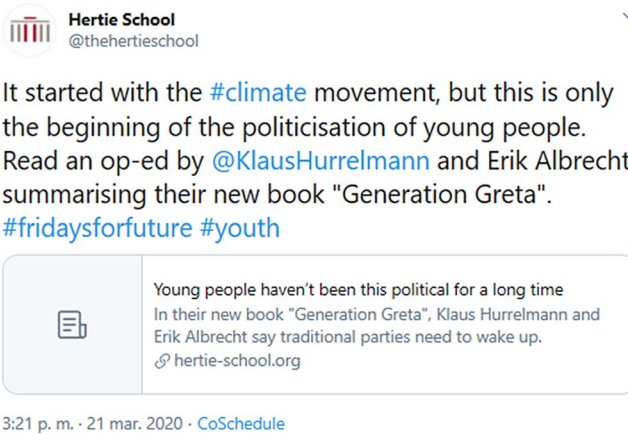 Hertie School
@thehertieschool
It started with the #climate movement, but this is only
the beginning of the politicisation of young people.
Read an op-ed by @KlausHurrelmann and Erik Albrecht
summarising their new book "Generation Greta".
#fridaysforfuture #youth
Young people haven't been this political for a long time
In their new book "Generation Greta", Klaus Hurrelmann and
Erik Albrecht say traditional parties need to wake up.
hertie-school.org
3:21 p. m. · 21 mar. 2020 · CoSchedule